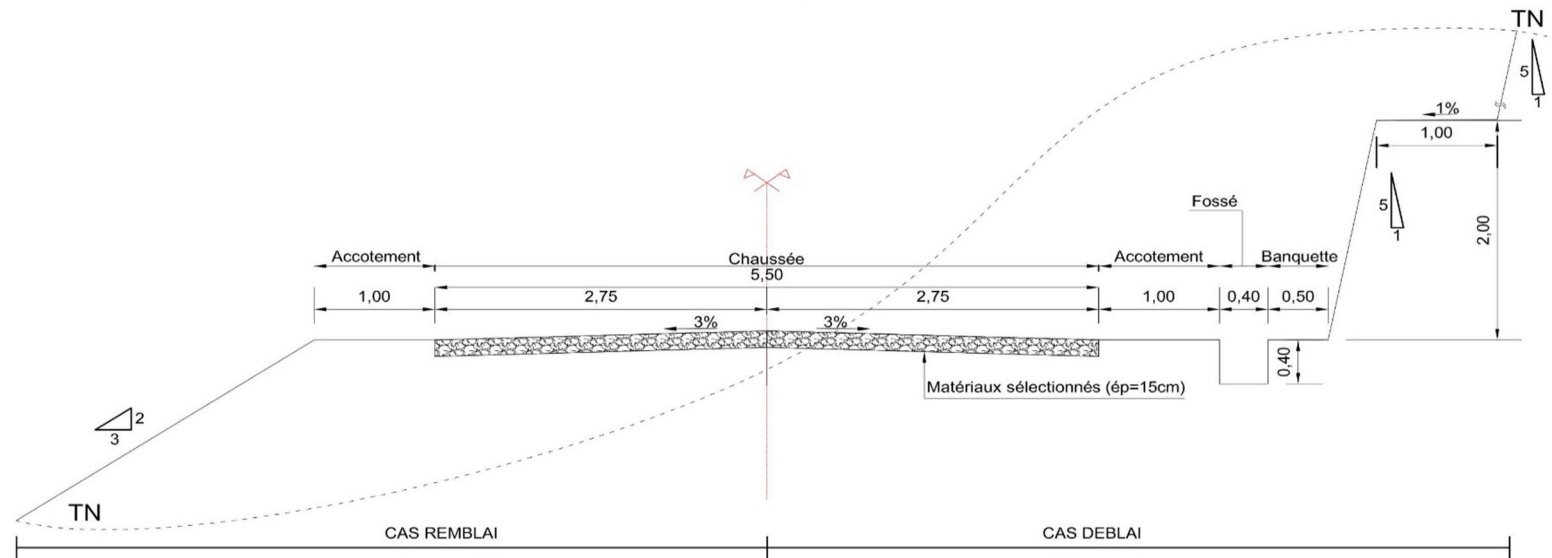 TN
5
1
1%
1,00
5
1
2,00
Fossé
Accotement
Chaussée
Accotement
Banquette
5,50
1,00
2,75
2,75
1,00
0,40
0,50
3%
3%
0,40
Matériaux sélectionnés (ép=15cm)
2
3
TN
CAS REMBLAI
CAS DEBLAI